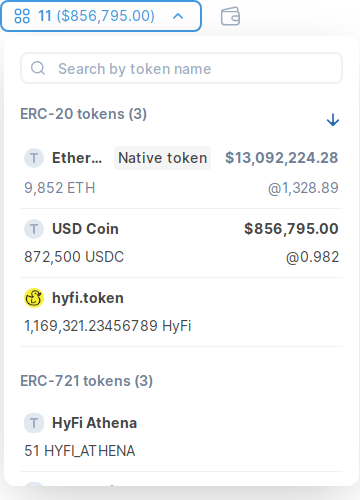 11 ($856,795.00)
Search by token name
ERC-20 tokens (3)
T Ether... Native token $13,092,224.28
9,852 ETH @1,328.89
T USD Coin $856,795.00
872,500 USDC @0.982
hyfi.token
1,169,321.23456789 HyFi
ERC-721 tokens (3)
T HyFi Athena
51 HYFI_ATHENA